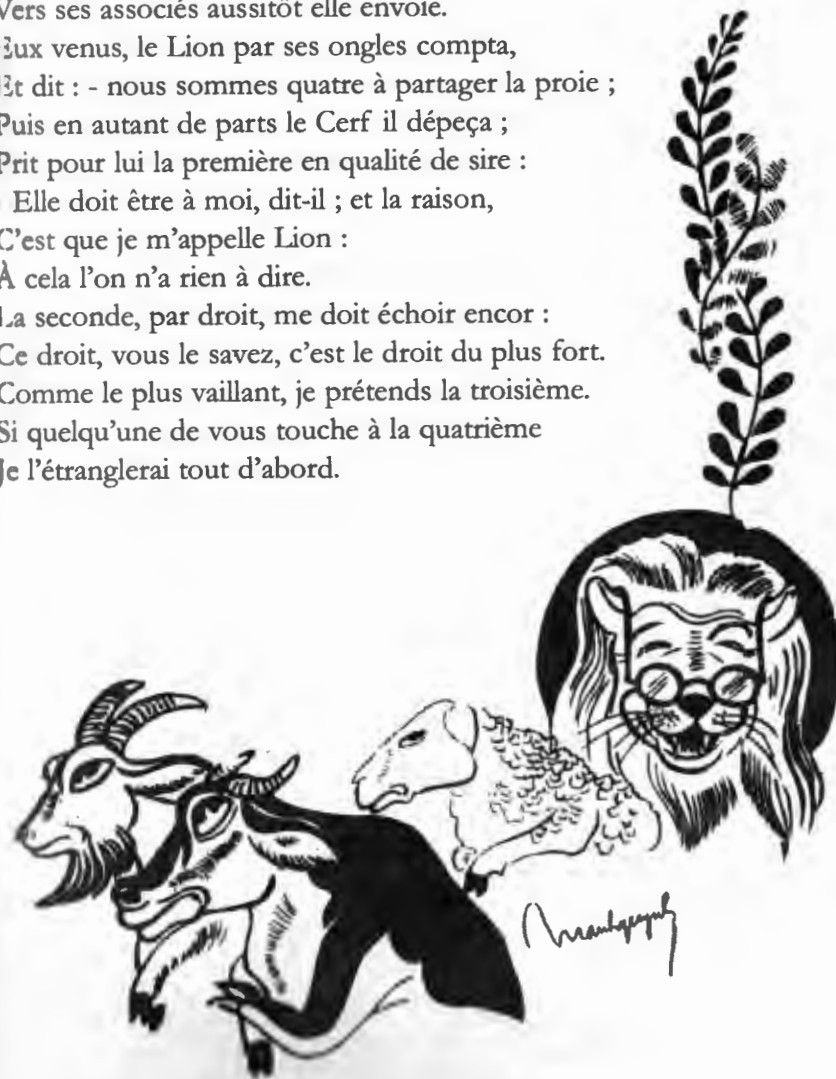 Vers ses associés aussitôt elle envoie.
Eux venus, le Lion par ses ongles compta,
Et dit : - nous sommes quatre à partager la proie ;
Puis en autant de parts le Cerf il dépeça ;
Prit pour lui la première en qualité de sire :
Elle doit être à moi, dit-il ; et la raison,
C'est que je m'appelle Lion :
À cela l'on n'a rien à dire.
La seconde, par droit, me doit échoir encor :
Ce droit, vous le savez, c'est le droit du plus fort.
Comme le plus vaillant, je prétends la troisième.
Si quelqu'une de vous touche à la quatrième
Je l'étranglerai tout d'abord.